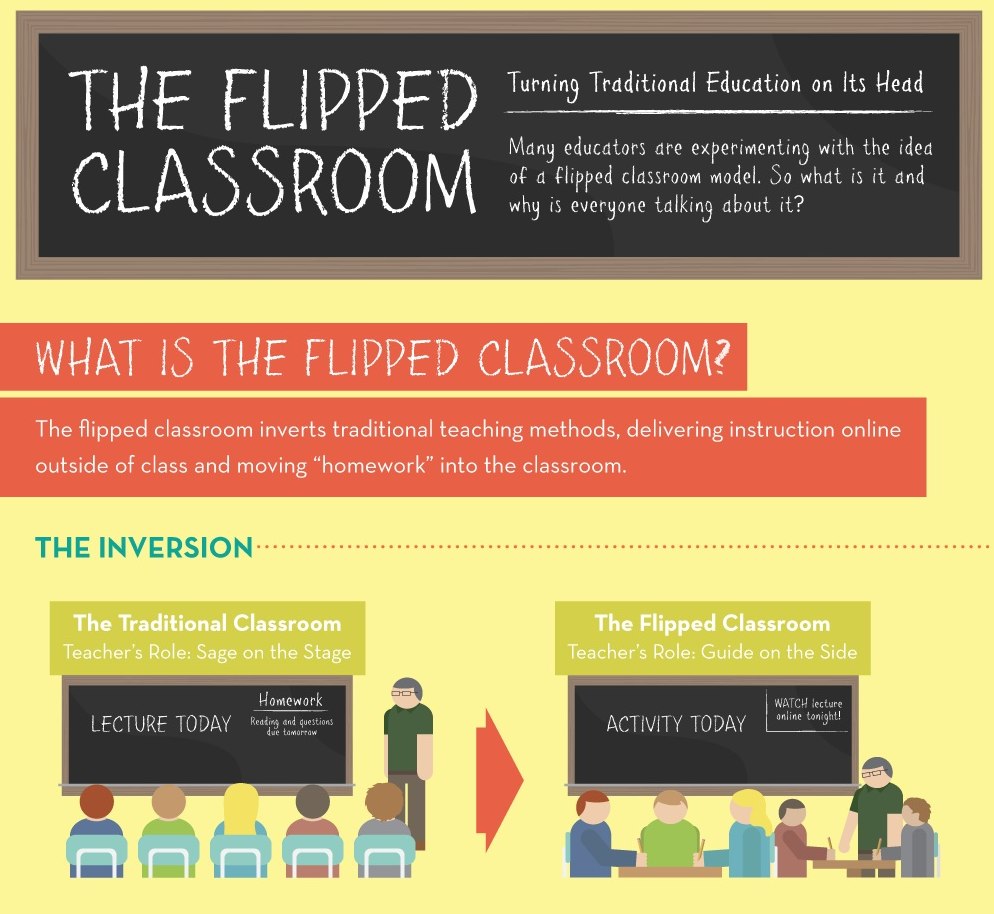 THE FLIPPED
CLASSROOM
Turning Traditional Education on Its Head
Many educators are experimenting with the idea
of a flipped classroom model. So what is it and
why is everyone talking about it?
WHAT IS THE FLIPPED CLASSROOM?
The flipped classroom inverts traditional teaching methods, delivering instruction online
outside of class and moving “homework” into the classroom.
THE INVERSION
The Traditional Classroom
Teacher’s Role: Sage on the Stage
LECTURE TODAY
Homework
Reading and questions
due tomorrow
The Flipped Classroom
Teacher’s Role: Guide on the Side
ACTIVITY TODAY
WATCH lecture
online tonight!